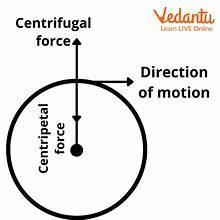 Centrifugal
force
Vedantu
Learn LIVE Online
Direction
of motion
Centripetal
force